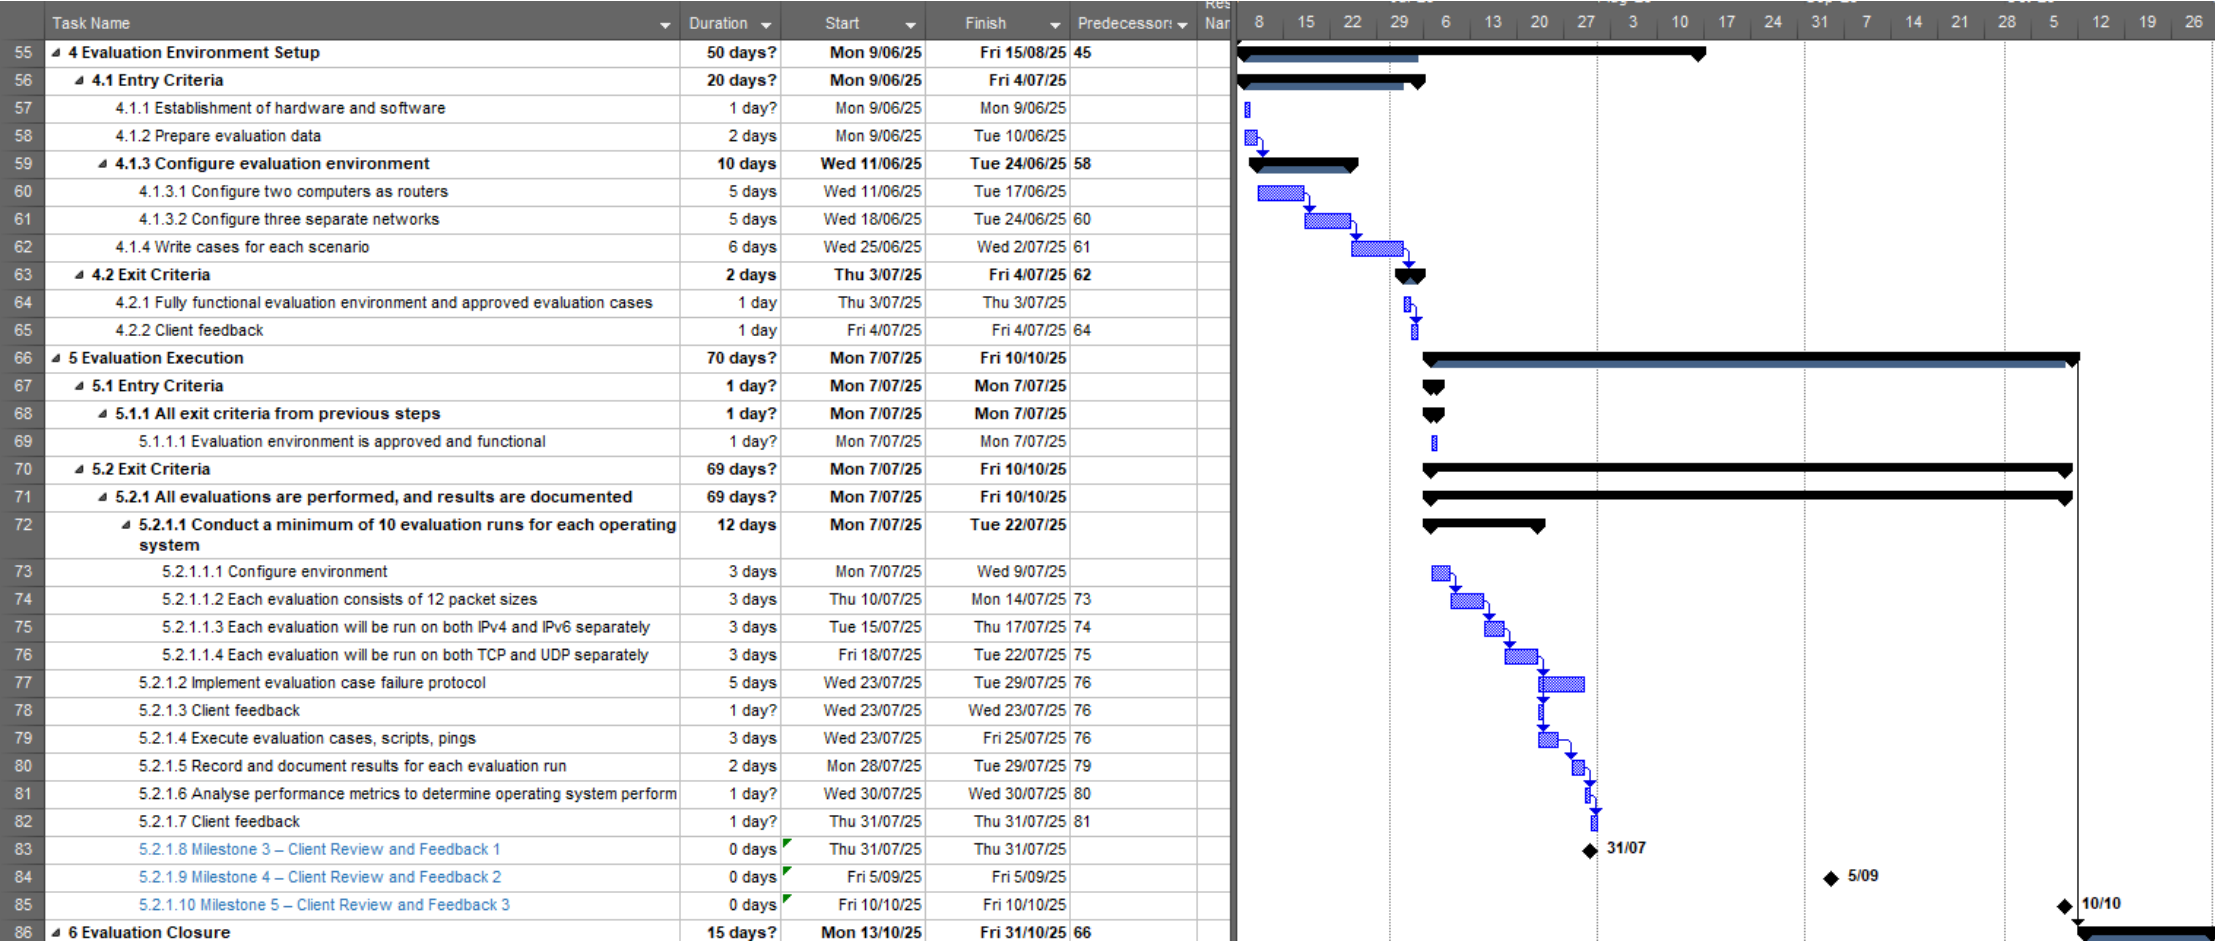 Task Name Duration Start Finish Predecessors 8 15 22 29 6 13 20 27 3 10 17 24 31 7 14 21 28 5 12 19 26
55 4 Evaluation Environment Setup 50 days? Mon 9/06/25 Fri 15/08/25 45
56 4.1 Entry Criteria 20 days? Mon 9/06/25 Fri 4/07/25
57 4.1.1 Establishment of hardware and software 1 day? Mon 9/06/25 Mon 9/06/25
58 4.1.2 Prepare evaluation data 2 days Mon 9/06/25 Tue 10/06/25
59 4.1.3 Configure evaluation environment 10 days Wed 11/06/25 Tue 24/06/25 58
60 4.1.3.1 Configure two computers as routers 5 days Wed 11/06/25 Tue 17/06/25
61 4.1.3.2 Configure three separate networks 5 days Wed 18/06/25 Tue 24/06/25 60
62 4.1.4 Write cases for each scenario 6 days Wed 25/06/25 Wed 2/07/25 61
63 4.2 Exit Criteria 2 days Thu 3/07/25 Fri 4/07/25 62
64 4.2.1 Fully functional evaluation environment and approved evaluation cases 1 day Thu 3/07/25 Thu 3/07/25
65 4.2.2 Client feedback 1 day Fri 4/07/25 Fri 4/07/25 64
66 5 Evaluation Execution 70 days? Mon 7/07/25 Fri 10/10/25
67 5.1 Entry Criteria 1 day? Mon 7/07/25 Mon 7/07/25
68 5.1.1 All exit criteria from previous steps 1 day? Mon 7/07/25 Mon 7/07/25
69 5.1.1.1 Evaluation environment is approved and functional 1 day? Mon 7/07/25 Mon 7/07/25
70 5.2 Exit Criteria 69 days? Mon 7/07/25 Fri 10/10/25
71 5.2.1 All evaluations are performed, and results are documented 69 days? Mon 7/07/25 Fri 10/10/25
72 5.2.1.1 Conduct a minimum of 10 evaluation runs for each operating 12 days Mon 7/07/25 Tue 22/07/25
system
73 5.2.1.1.1 Configure environment 3 days Mon 7/07/25 Wed 9/07/25
74 5.2.1.1.2 Each evaluation consists of 12 packet sizes 3 days Thu 10/07/25 Mon 14/07/25 73
75 5.2.1.1.3 Each evaluation will be run on both IPv4 and IPv6 separately 3 days Tue 15/07/25 Thu 17/07/25 74
76 5.2.1.1.4 Each evaluation will be run on both TCP and UDP separately 3 days Fri 18/07/25 Tue 22/07/25 75
77 5.2.1.2 Implement evaluation case failure protocol 5 days Wed 23/07/25 Tue 29/07/25 76
78 5.2.1.3 Client feedback 1 day? Wed 23/07/25 Wed 23/07/25 76
79 5.2.1.4 Execute evaluation cases, scripts, pings 3 days Wed 23/07/25 Fri 25/07/25 76
80 5.2.1.5 Record and document results for each evaluation run 2 days Mon 28/07/25 Tue 29/07/25 79
81 5.2.1.6 Analyse performance metrics to determine operating system perform 1 day? Wed 30/07/25 Wed 30/07/25 80
82 5.2.1.7 Client feedback 1 day? Thu 31/07/25 Thu 31/07/25 81
83 5.2.1.8 Milestone 3 – Client Review and Feedback 1 0 days Thu 31/07/25 Thu 31/07/25 31/07
84 5.2.1.9 Milestone 4 – Client Review and Feedback 2 0 days Fri 5/09/25 Fri 5/09/25 5/09
85 5.2.1.10 Milestone 5 – Client Review and Feedback 3 0 days Fri 10/10/25 Fri 10/10/25 10/10
86 6 Evaluation Closure 15 days? Mon 13/10/25 Fri 31/10/25 66